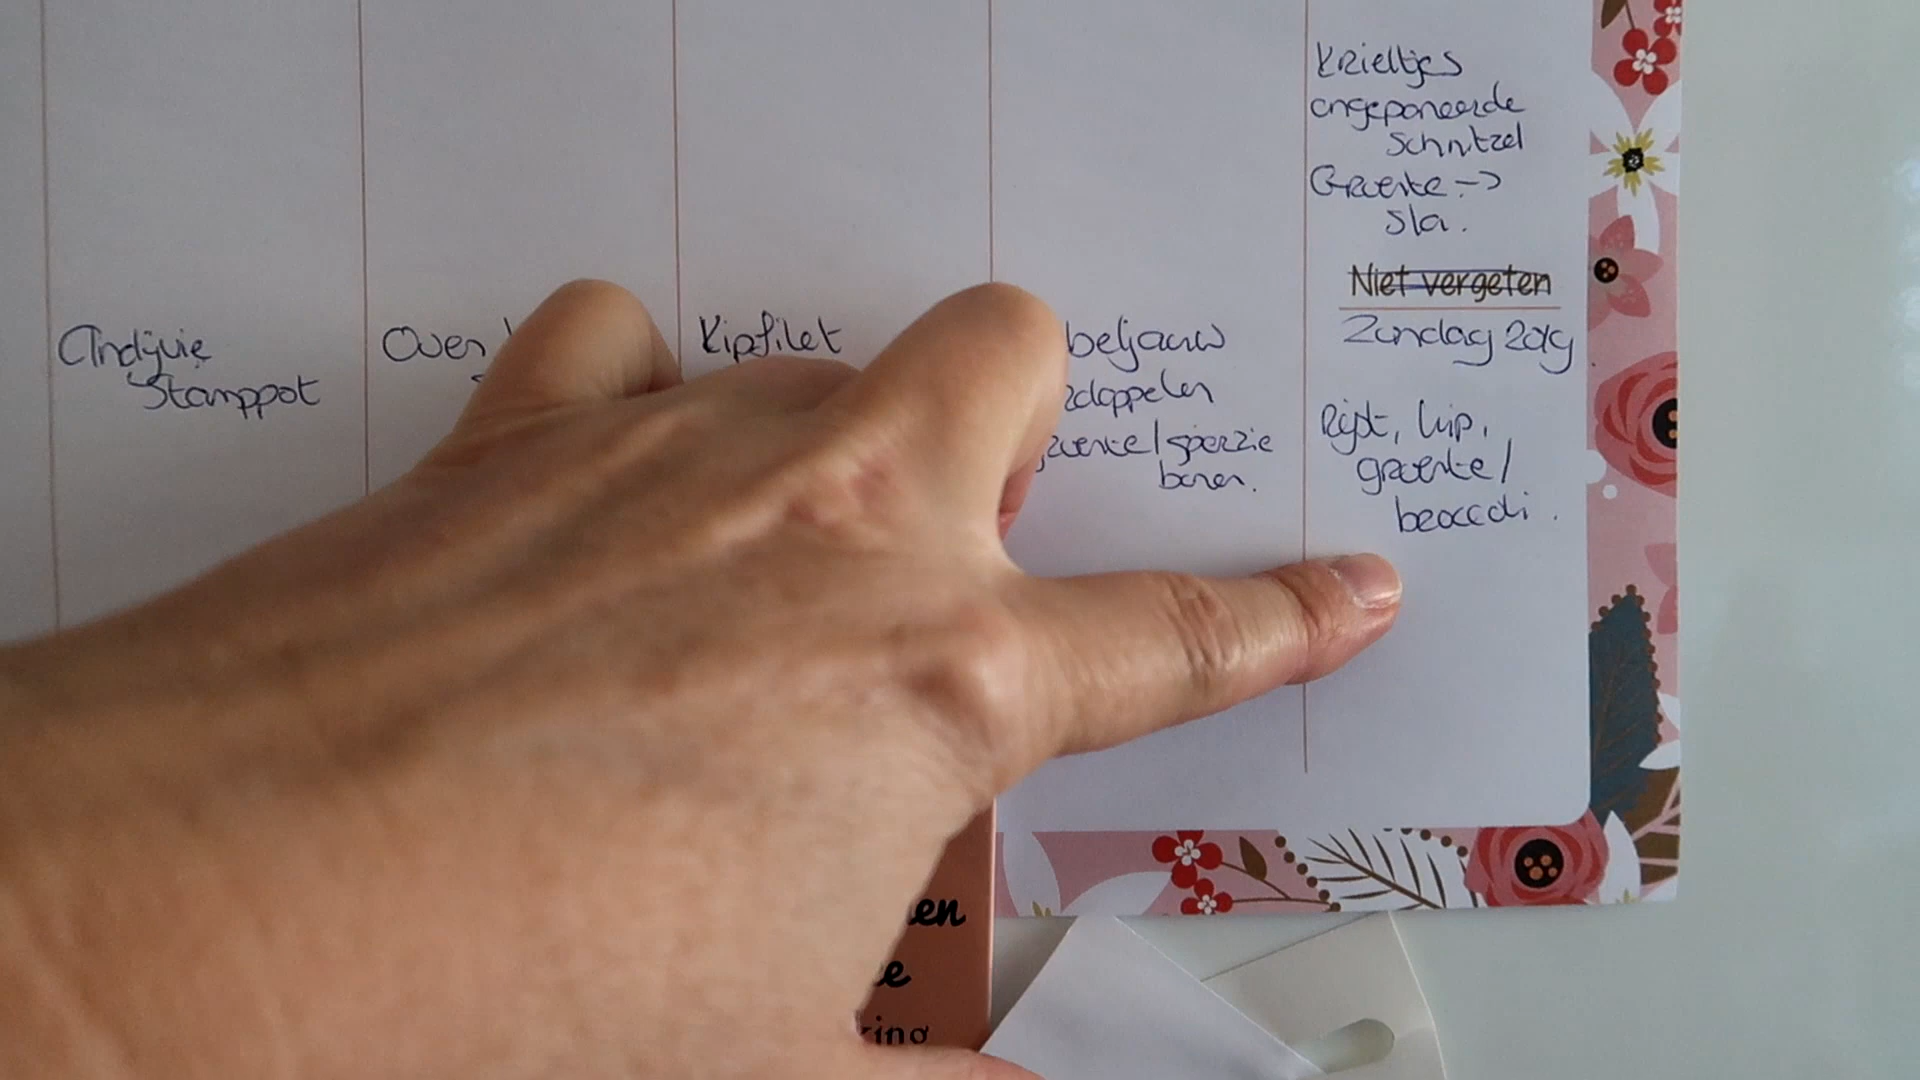 Krieltjes
ongepaneerde
Schnitzel
Groente ->
Sla.
Niet vergeten
Zondag 20/9
Rijst, kip,
groente/
broccoli.
Andijvie
Stamppot
Oven
Kipfilet
beljauw
groente/sperzie
bonen.
en